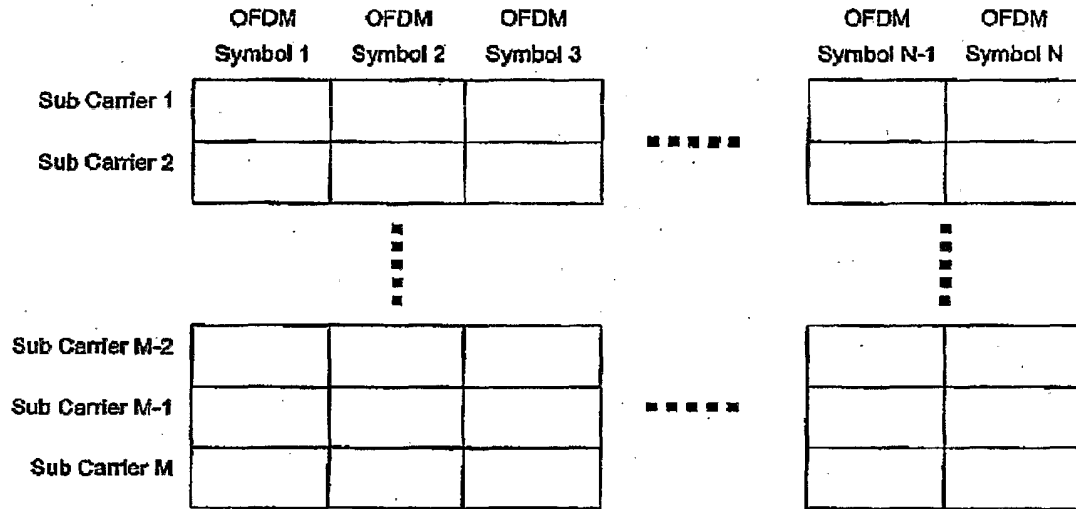 OFDM OFDM OFDM OFDM OFDM
Symbol 1 Symbol 2 Symbol 3 Symbol N-1 Symbol N
Sub Carrier 1
Sub Carrier 2
Sub Carrier M-2
Sub Carrier M-1
Sub Carrier M